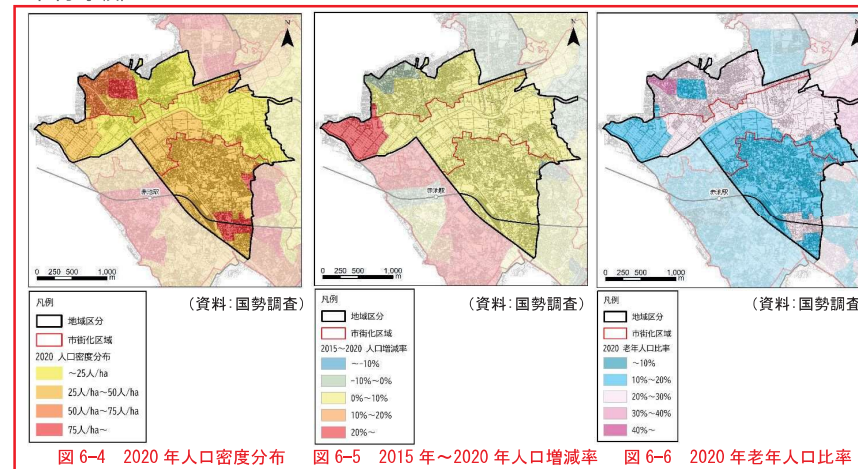 N
N
N
赤池駅
赤池駅
赤池駅
0 250 500 1,000 m
0 250 500 1,000 m
0 250 500 1,000 m
凡例
地域区分
市街化区域
2020 人口密度分布
～25人/ha
25人/ha～50人/ha
50人/ha～75人/ha
75人/ha～
(資料:国勢調査)
凡例
地域区分
市街化区域
2015～2020 人口増減率
～-10%
-10%～0%
0%～10%
10%～20%
20%～
(資料:国勢調査)
凡例
地域区分
市街化区域
2020 老年人口比率
～10%
10%～20%
20%～30%
30%～40%
40%～
(資料:国勢調査
図 6-4 2020 年人口密度分布
図 6-5 2015 年～2020 年人口増減率
図 6-6 2020 年老年人口比率